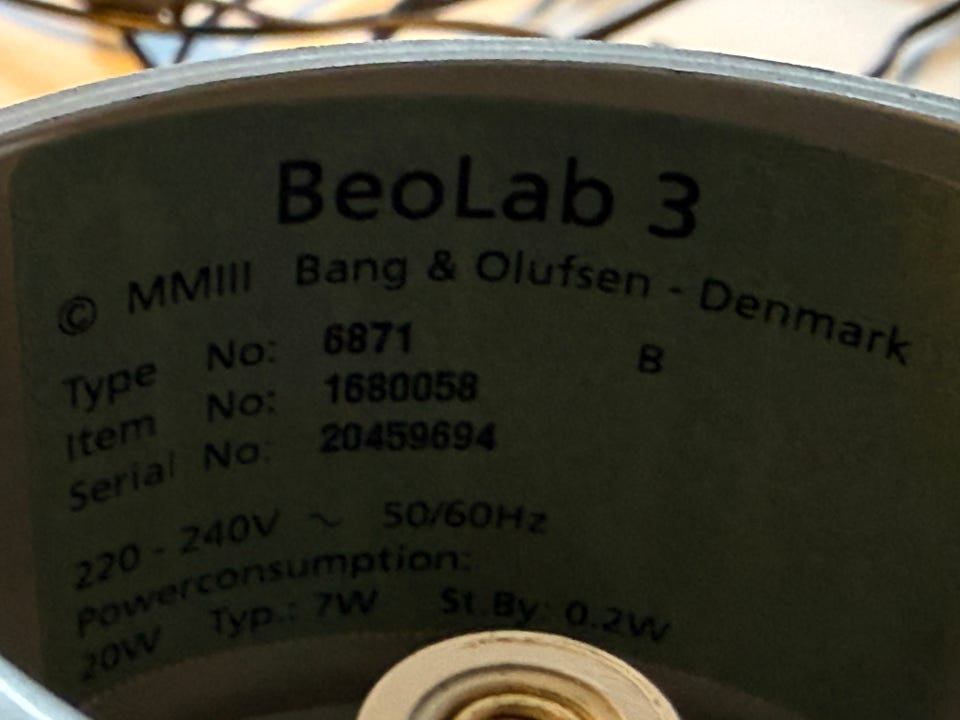 BeoLab 3
© MMIII Bang & Olufsen - Denmark
Type No: 6871 B
Item No: 1680058
Serial No: 20459694
220 - 240V ~ 50/60Hz
Powerconsumption:
20W Typ.: 7W St.By: 0.2W